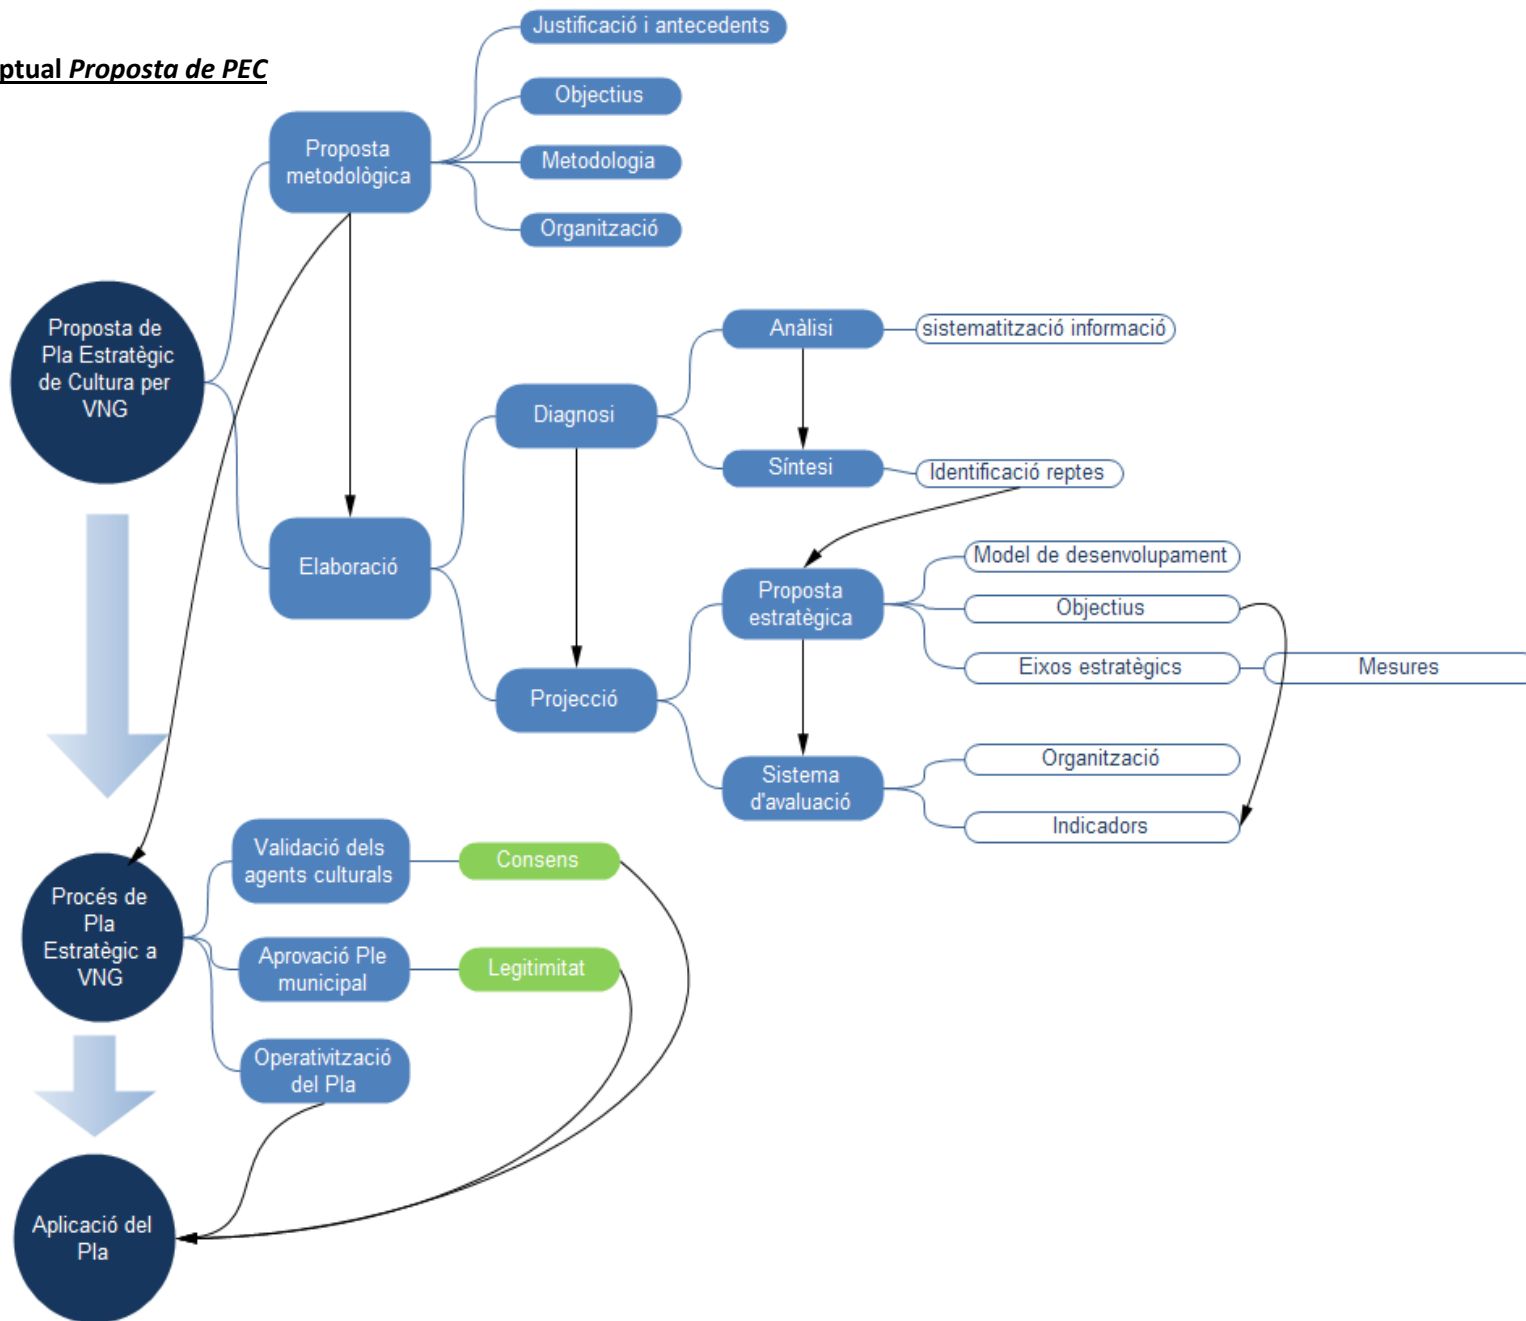 ptual Proposta de PEC
Justificació i antecedents
Objectius
Metodologia
Organització
Proposta
metodològica
Proposta de
Pla Estratègic
de Cultura per
VNG
Elaboració
Diagnosi
Anàlisi
sistematització informació
Síntesi
Identificació reptes
Projecció
Proposta
estratègica
Model de desenvolupament
Objectius
Eixos estratègics
Mesures
Sistema
d'avaluació
Organització
Indicadors
Procés de
Pla
Estratègic a
VNG
Validació dels
agents culturals
Consens
Aprovació Ple
municipal
Legitimitat
Operativització
del Pla
Aplicació del
Pla